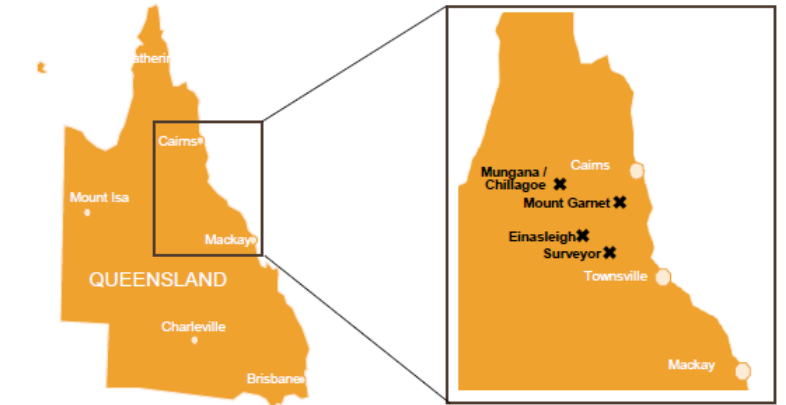 Cairns
Mount Isa
Mackay
QUEENSLAND
Charleville
Brisbane
Cairns
Mungana /
Chillagoe
Mount Garnet
Einasleigh
Surveyor
Townsville
Mackay